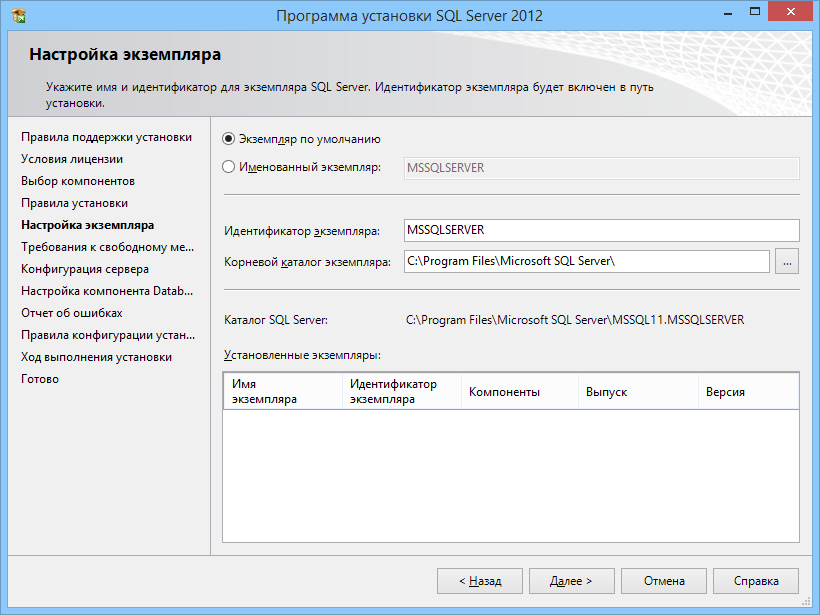 Программа установки SQL Server 2012
Настройка экземпляра
Укажите имя и идентификатор для экземпляра SQL Server. Идентификатор экземпляра будет включен в путь
установки.
Правила поддержки установки
Условия лицензии
Выбор компонентов
Правила установки
Настройка экземпляра
Требования к свободному ме...
Конфигурация сервера
Настройка компонента Datab...
Отчет об ошибках
Правила конфигурации устан...
Ход выполнения установки
Готово
Экземпляр по умолчанию
Именованный экземпляр:
MSSQLSERVER
Идентификатор экземпляра:
MSSQLSERVER
Корневой каталог экземпляра:
C:\Program Files\Microsoft SQL Server\
...
Каталог SQL Server:
C:\Program Files\Microsoft SQL Server\MSSQL11.MSSQLSERVER
Установленные экземпляры:
Имя
экземпляра
Идентификатор
экземпляра
Компоненты
Выпуск
Версия
< Назад
Далее >
Отмена
Справка